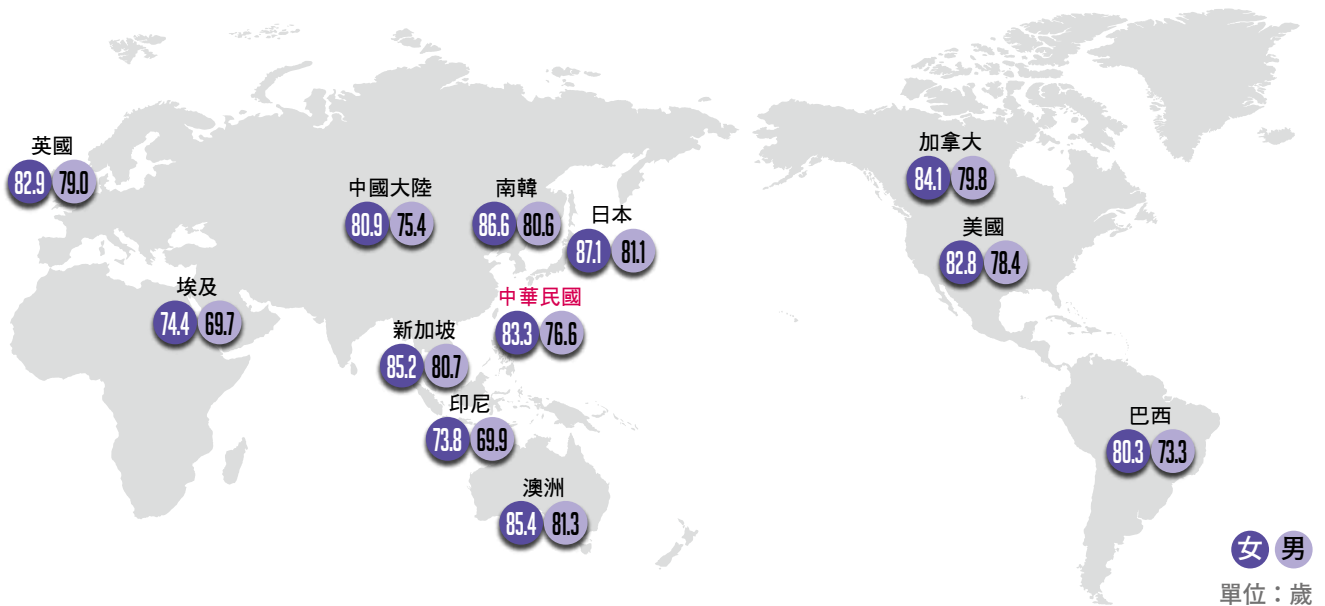 英國
82.9 79.0
中國大陸
80.9 75.4
南韓
86.6 80.6
日本
87.1 81.1
加拿大
84.1 79.8
美國
82.8 78.4
埃及
74.4 69.7
中華民國
83.3 76.6
新加坡
85.2 80.7
印尼
73.8 69.9
澳洲
85.4 81.3
巴西
80.3 73.3
女 男
單位：歲